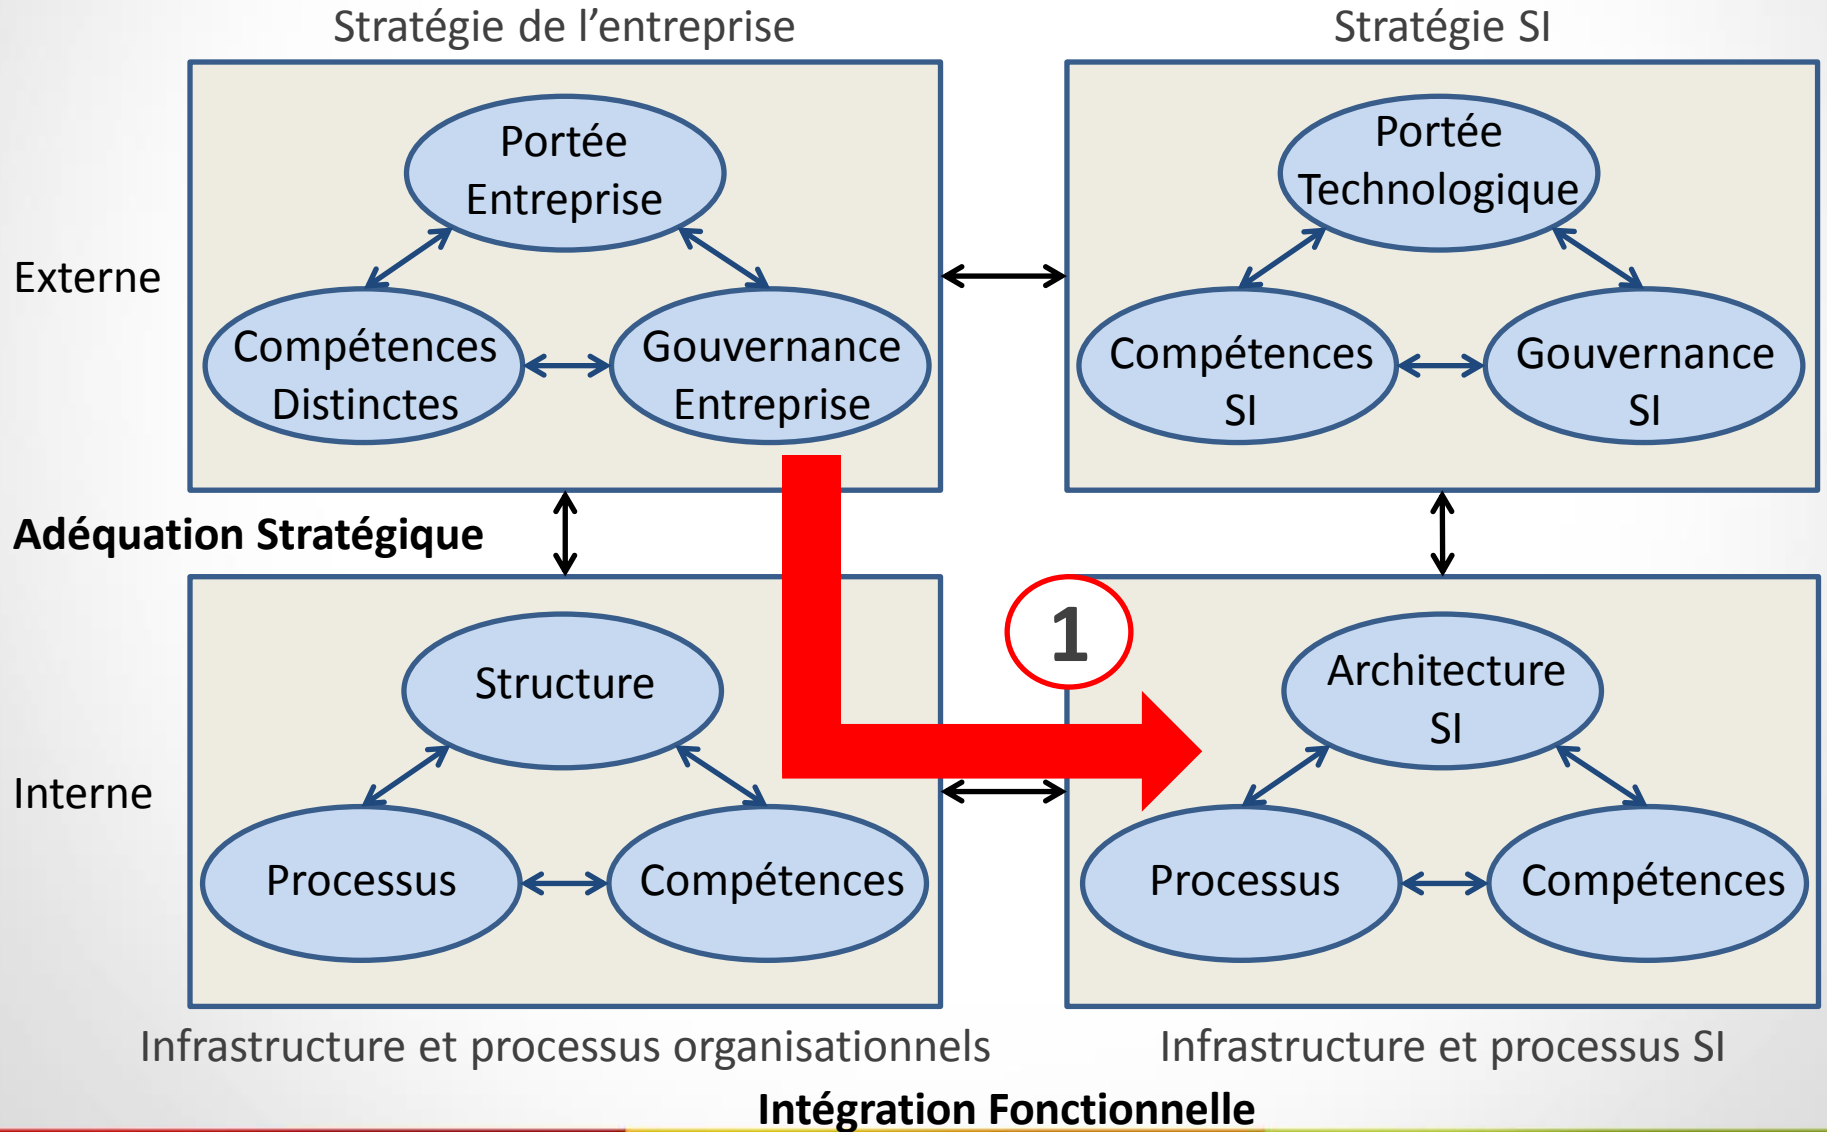 Stratégie de l’entreprise
Stratégie SI
Portée
Entreprise
Portée
Technologique
Externe
Compétences
Distinctes
Gouvernance
Entreprise
Compétences
SI
Gouvernance
SI
Adéquation Stratégique
1
Structure
Architecture
SI
Interne
Processus
Compétences
Processus
Compétences
Infrastructure et processus organisationnels
Infrastructure et processus SI
Intégration Fonctionnelle